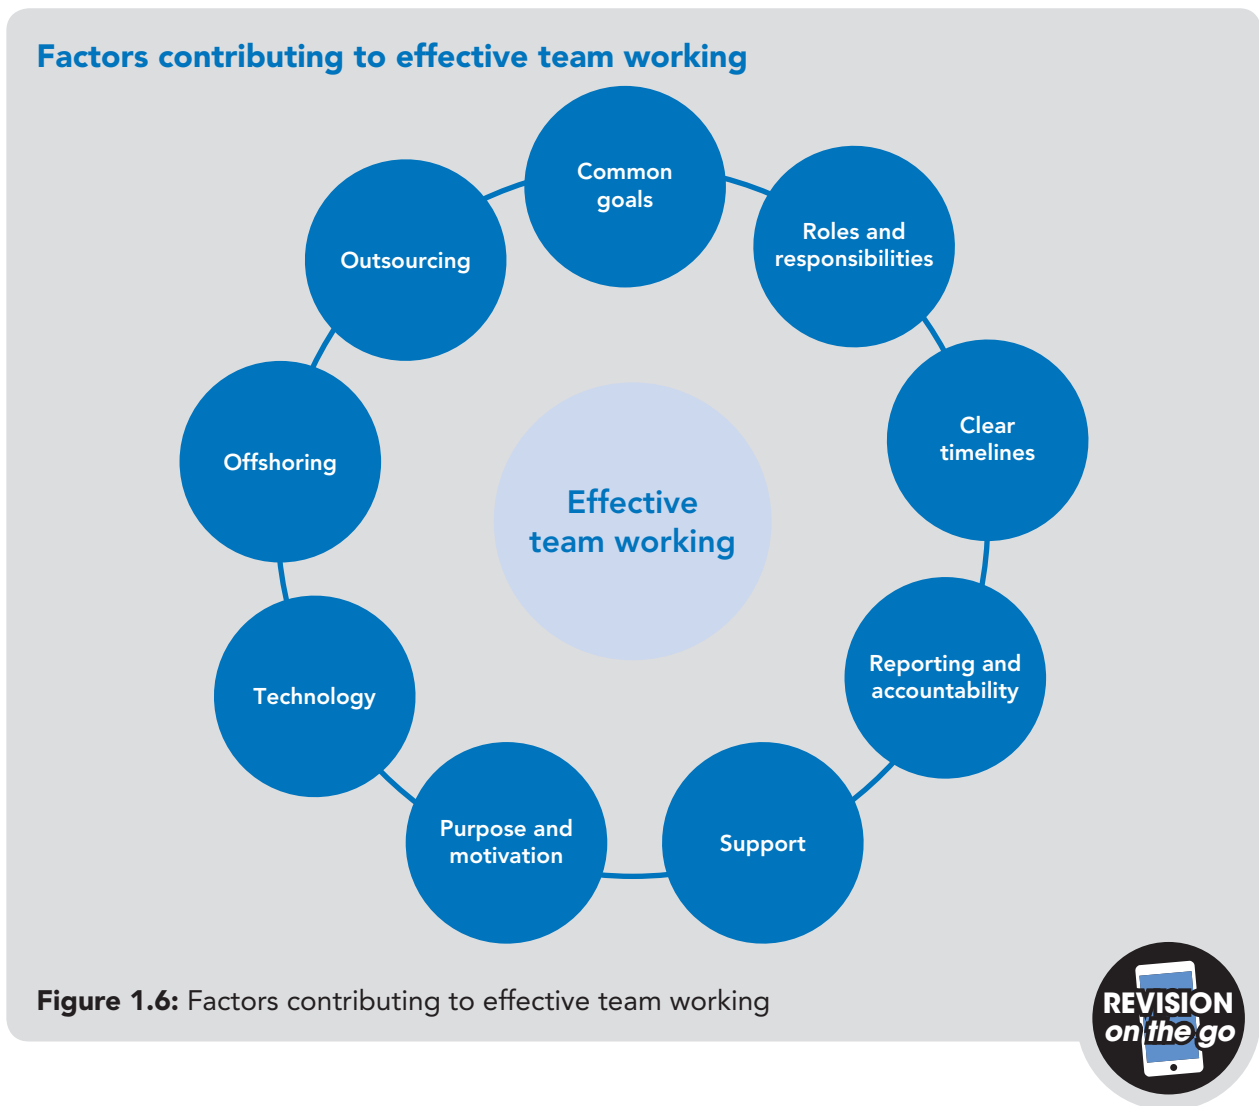 Factors contributing to effective team working
Common
goals
Roles and
responsibilities
Clear
timelines
Reporting and
accountability
Support
Purpose and
motivation
Technology
Offshoring
Outsourcing
Effective
team working
Figure 1.6: Factors contributing to effective team working
REVISION
on the go